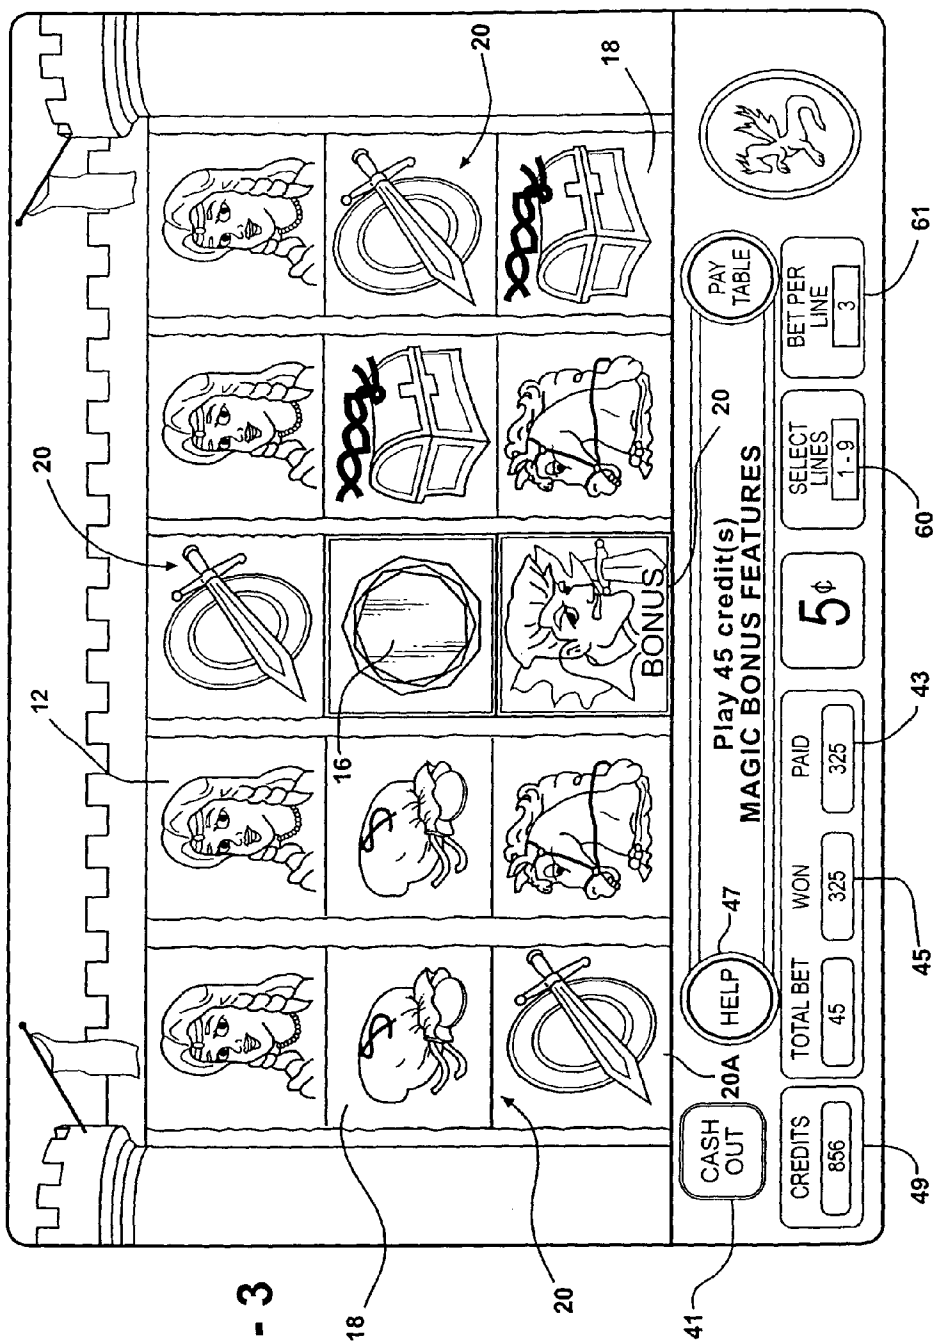 - 3
20
20
18
12
16
18
20
20A
20
Play 45 credit(s)
MAGIC BONUS FEATURES
BONUS
CASH
OUT
HELP
47
PAY
TABLE
CREDITS
856
TOTAL BET
45
WON
325
PAID
325
5¢
SELECT
LINES
1 - 9
BET PER
LINE
3
41
49
45
43
60
61